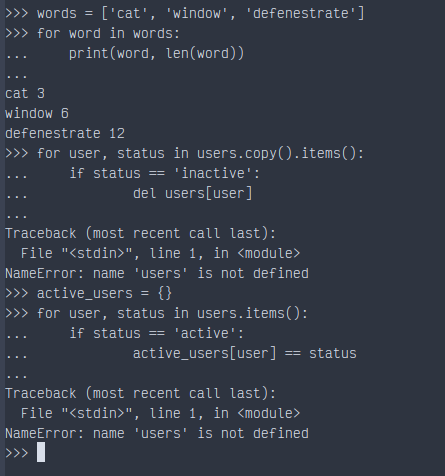 >>> words = ['cat', 'window', 'defenestrate']
>>> for word in words:
...     print(word, len(word))
...
cat 3
window 6
defenestrate 12
>>> for user, status in users.copy().items():
...     if status == 'inactive':
...             del users[user]
...
Traceback (most recent call last):
  File "<stdin>", line 1, in <module>
NameError: name 'users' is not defined
>>> active_users = {}
>>> for user, status in users.items():
...     if status == 'active':
...             active_users[user] == status
...
Traceback (most recent call last):
  File "<stdin>", line 1, in <module>
NameError: name 'users' is not defined
>>>